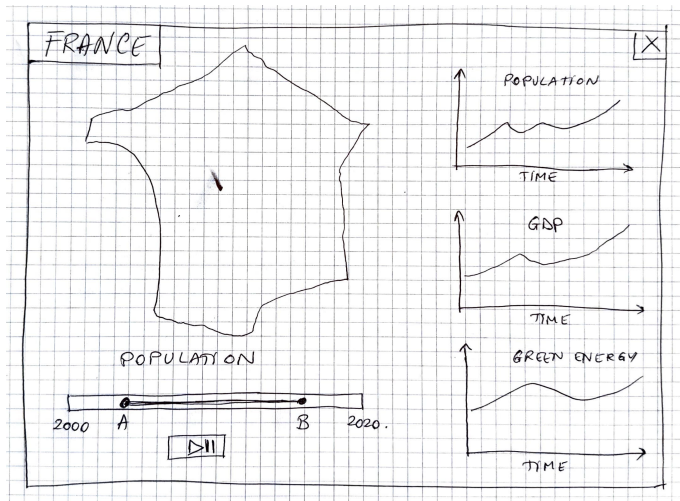 FRANCE
X
POPULATION
TIME
GDP
TIME
GREEN ENERGY
TIME
POPULATION
2000 A B 2020.